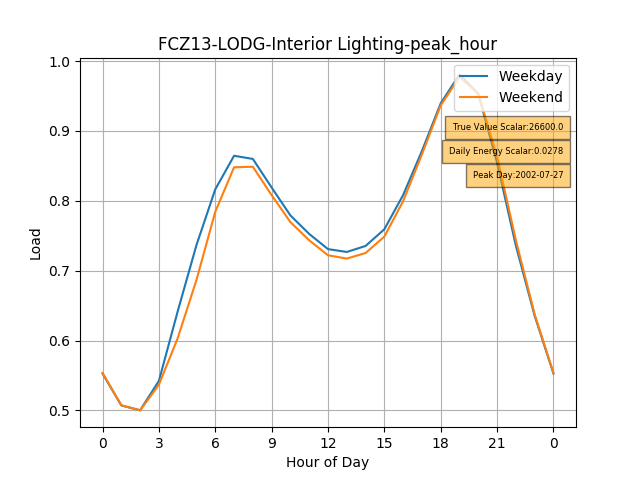 FCZ13-LODG-Interior Lighting-peak_hour
Weekday
Weekend
True Value Scalar:26600.0
Daily Energy Scalar:0.0278
Peak Day:2002-07-27
Load
1.0
0.9
0.8
0.7
0.6
0.5
0 3 6 9 12 15 18 21 0
Hour of Day